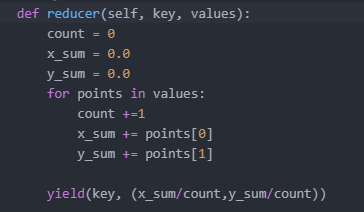 def reducer(self, key, values):
    count = 0
    x_sum = 0.0
    y_sum = 0.0
    for points in values:
        count +=1
        x_sum += points[0]
        y_sum += points[1]

    yield(key, (x_sum/count,y_sum/count))